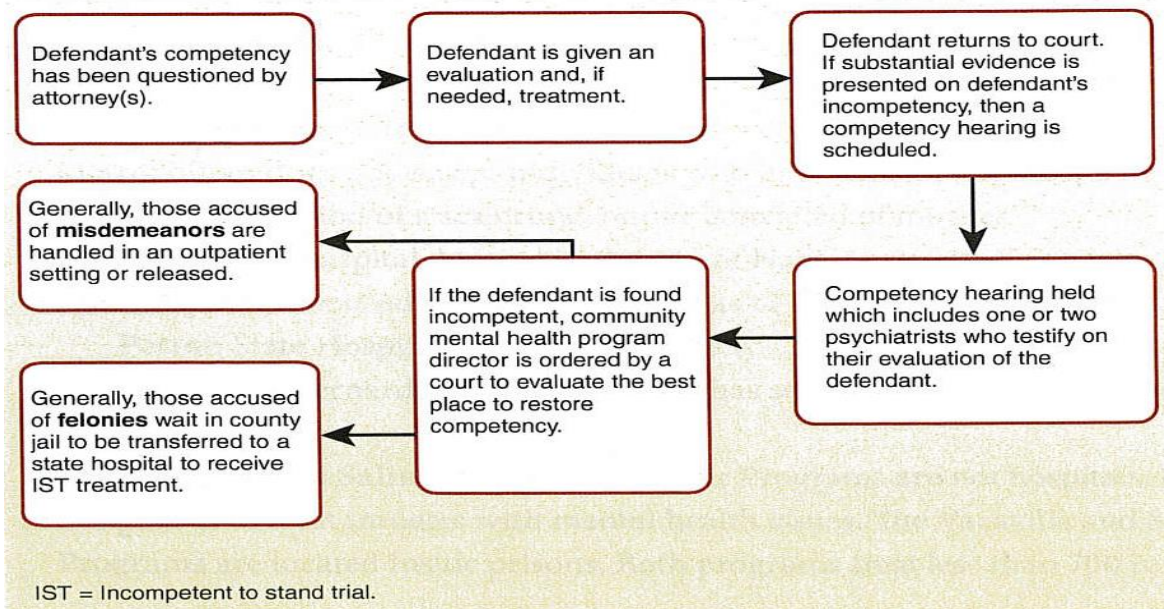 Defendant's competency
has been questioned by
attorney(s).
Defendant is given an
evaluation and, if
needed, treatment.
Defendant returns to court.
If substantial evidence is
presented on defendant's
incompetency, then a
competency hearing is
scheduled.
Competency hearing held
which includes one or two
psychiatrists who testify on
their evaluation of the
defendant.
If the defendant is found
incompetent, community
mental health program
director is ordered by a
court to evaluate the best
place to restore
competency.
Generally, those accused
of misdemeanors are
handled in an outpatient
setting or released.
Generally, those accused
of felonies wait in county
jail to be transferred to a
state hospital to receive
IST treatment.
IST = Incompetent to stand trial.